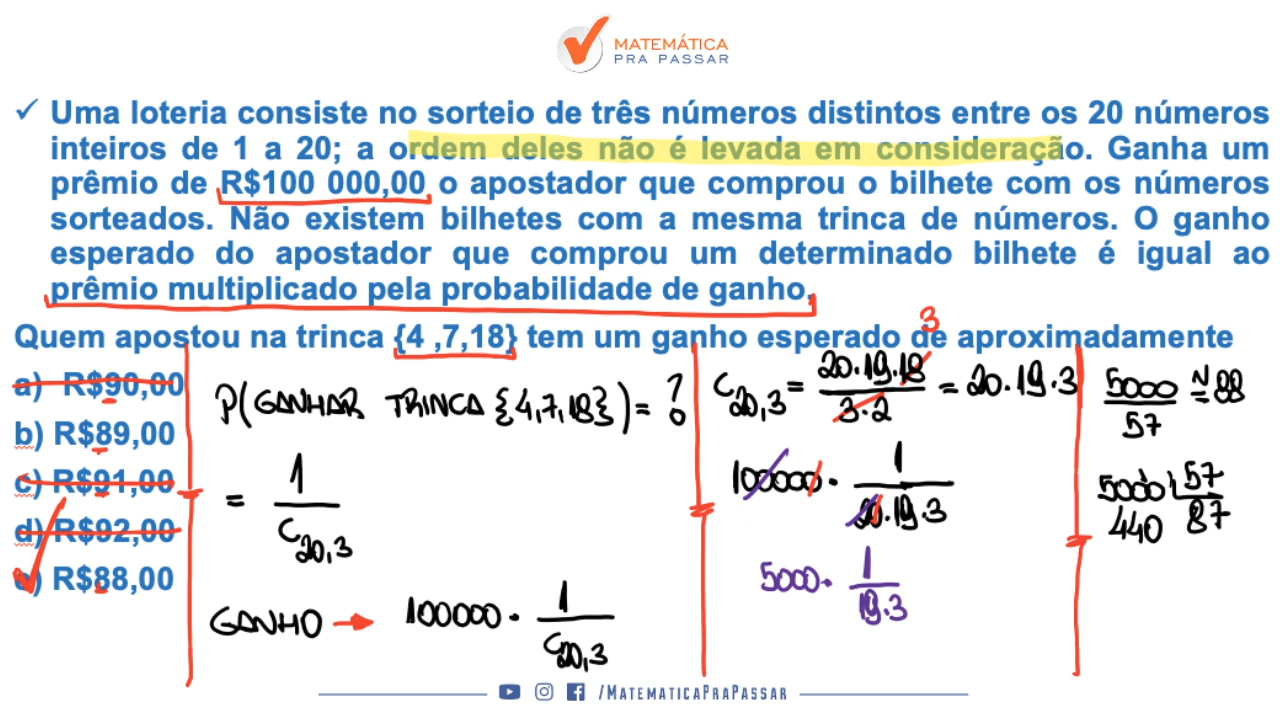 MATEMÁTICA
PRA PASSAR
✓ Uma loteria consiste no sorteio de três números distintos entre os 20 números
inteiros de 1 a 20; a ordem deles não é levada em consideração. Ganha um
prêmio de R$100 000,00 o apostador que comprou o bilhete com os números
sorteados. Não existem bilhetes com a mesma trinca de números. O ganho
esperado do apostador que comprou um determinado bilhete é igual ao
prêmio multiplicado pela probabilidade de ganho.
Quem apostou na trinca {4 ,7,18} tem um ganho esperado de aproximadamente
a) R$90,00
b) R$89,00
c) R$91,00
d) R$92,00
e) R$88,00
P(GANHAR TRINCA {4,7,18}) = ?
= 1/C20,3
GANHO → 100000 · 1/C20,3
3
C20,3 = 20·19·18/3·2 = 20·19·3
100000 · 1/20·19·3
5000 · 1/19·3
5000/57 ≃ 88
5000 57
440 87
/MATEMATICAPRAPASSAR